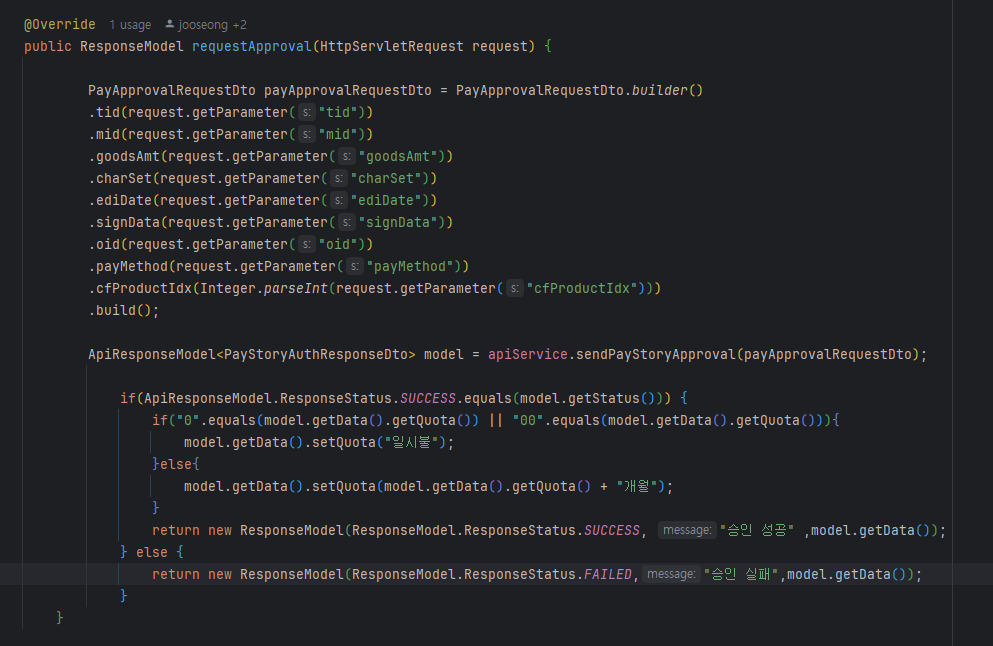 @Override 1 usage jooseong +2
public ResponseModel requestApproval(HttpServletRequest request) {
PayApprovalRequestDto payApprovalRequestDto = PayApprovalRequestDto.builder()
.tid(request.getParameter( s: "tid"))
.mid(request.getParameter( s: "mid"))
.goodsAmt(request.getParameter( s: "goodsAmt"))
.charSet(request.getParameter( s: "charSet"))
.ediDate(request.getParameter( s: "ediDate"))
.signData(request.getParameter( s: "signData"))
.oid(request.getParameter( s: "oid"))
.payMethod(request.getParameter( s: "payMethod"))
.cfProductIdx(Integer.parseInt(request.getParameter( s: "cfProductIdx")))
.build();
ApiResponseModel<PayStoryAuthResponseDto> model = apiService.sendPayStoryApproval(payApprovalRequestDto);
if(ApiResponseModel.ResponseStatus.SUCCESS.equals(model.getStatus())) {
if("0".equals(model.getData().getQuota()) || "00".equals(model.getData().getQuota())){
model.getData().setQuota("일시불");
}else{
model.getData().setQuota(model.getData().getQuota() + "개월");
}
return new ResponseModel(ResponseModel.ResponseStatus.SUCCESS, message: "승인 성공" ,model.getData());
} else {
return new ResponseModel(ResponseModel.ResponseStatus.FAILED, message: "승인 실패",model.getData());
}
}